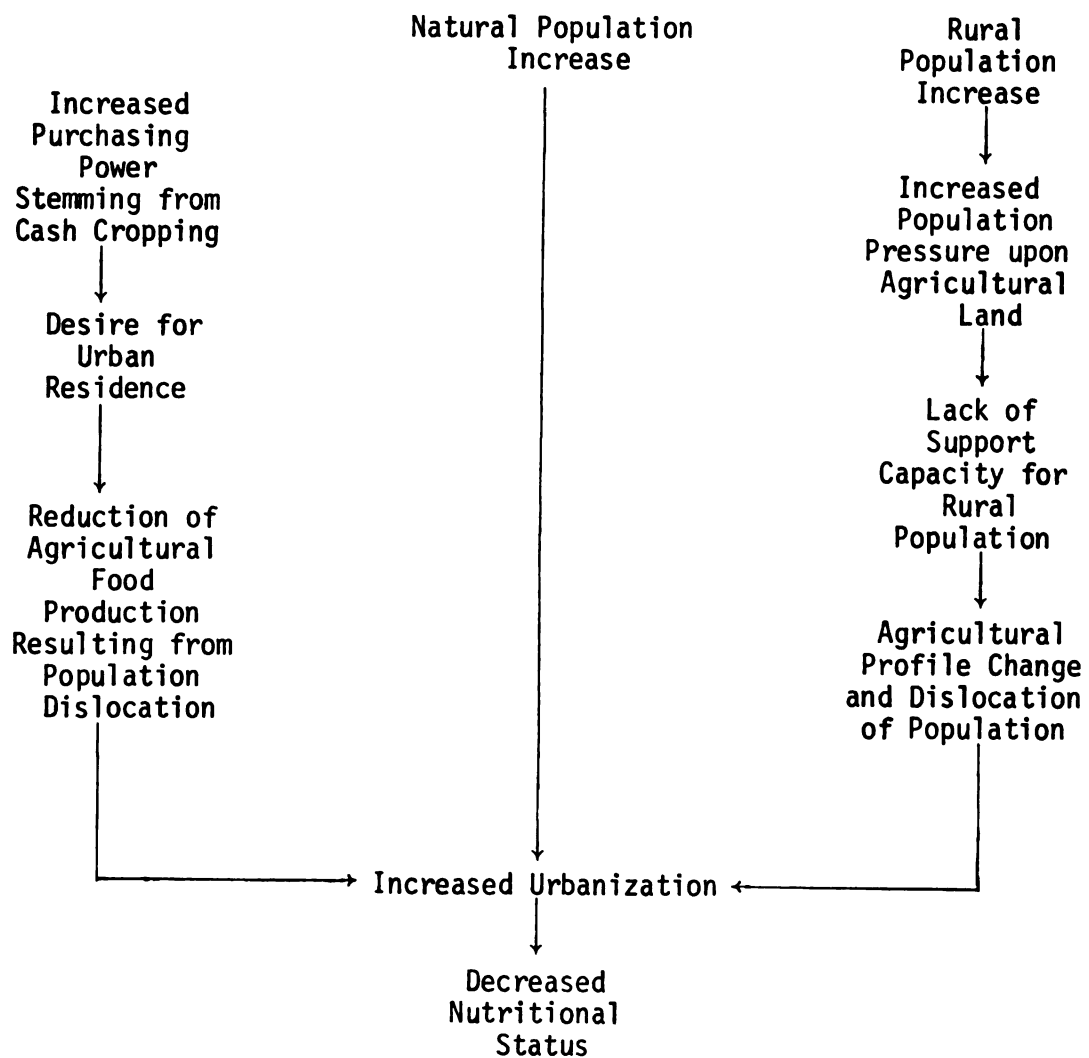 Natural Population
Increase
Rural
Population
Increase
Increased
Purchasing
Power
Stemming from
Cash Cropping
Increased
Population
Pressure upon
Agricultural
Land
Desire for
Urban
Residence
Lack of
Support
Capacity for
Rural
Population
Reduction of
Agricultural
Food
Production
Resulting from
Population
Dislocation
Agricultural
Profile Change
and Dislocation
of Population
Increased Urbanization
Decreased
Nutritional
Status